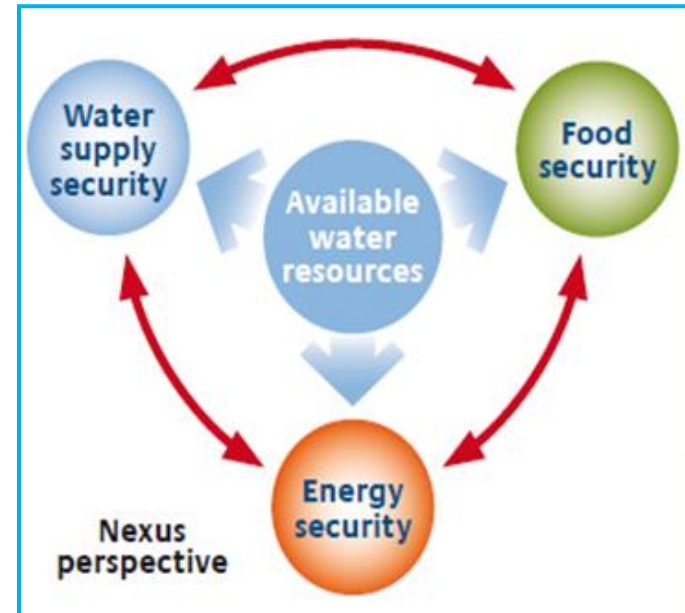 Water
supply
security
Food
security
Available
water
resources
Energy
security
Nexus
perspective